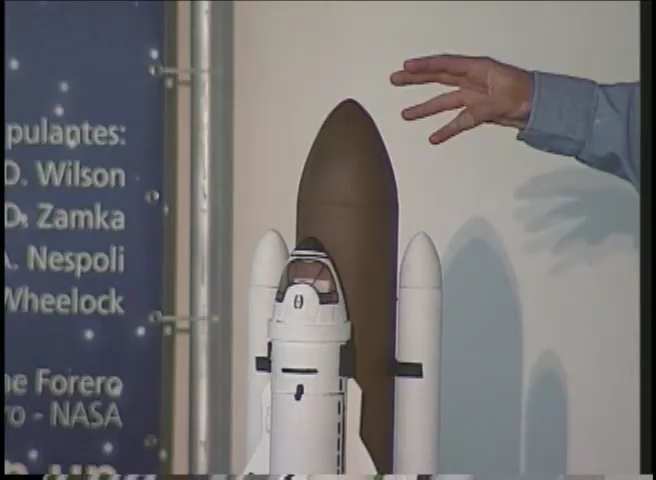 pulantes:
D. Wilson
D. Zamka
A. Nespoli
Wheelock
ne Forero
ro - NASA